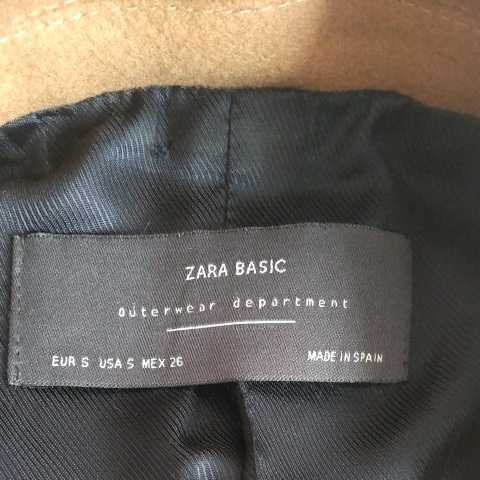 ZARA BASIC
outerwear department
EUR S USA S MEX 26 MADE IN SPAIN